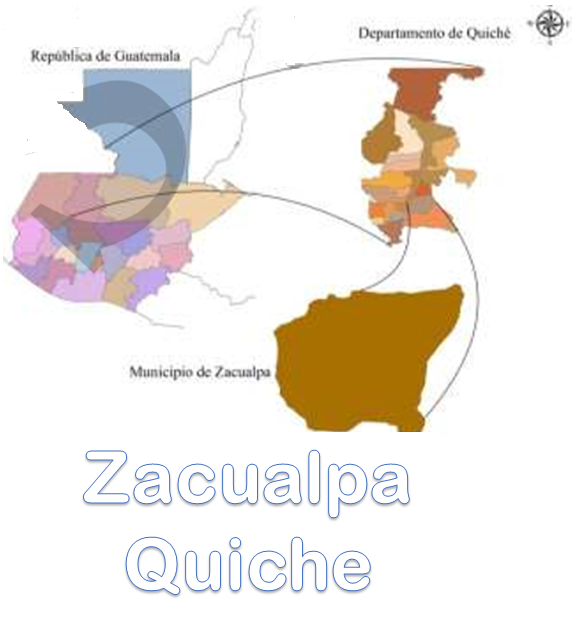 Departamento de Quiché
República de Guatemala
Municipio de Zacualpa
Zacualpa
Quiche